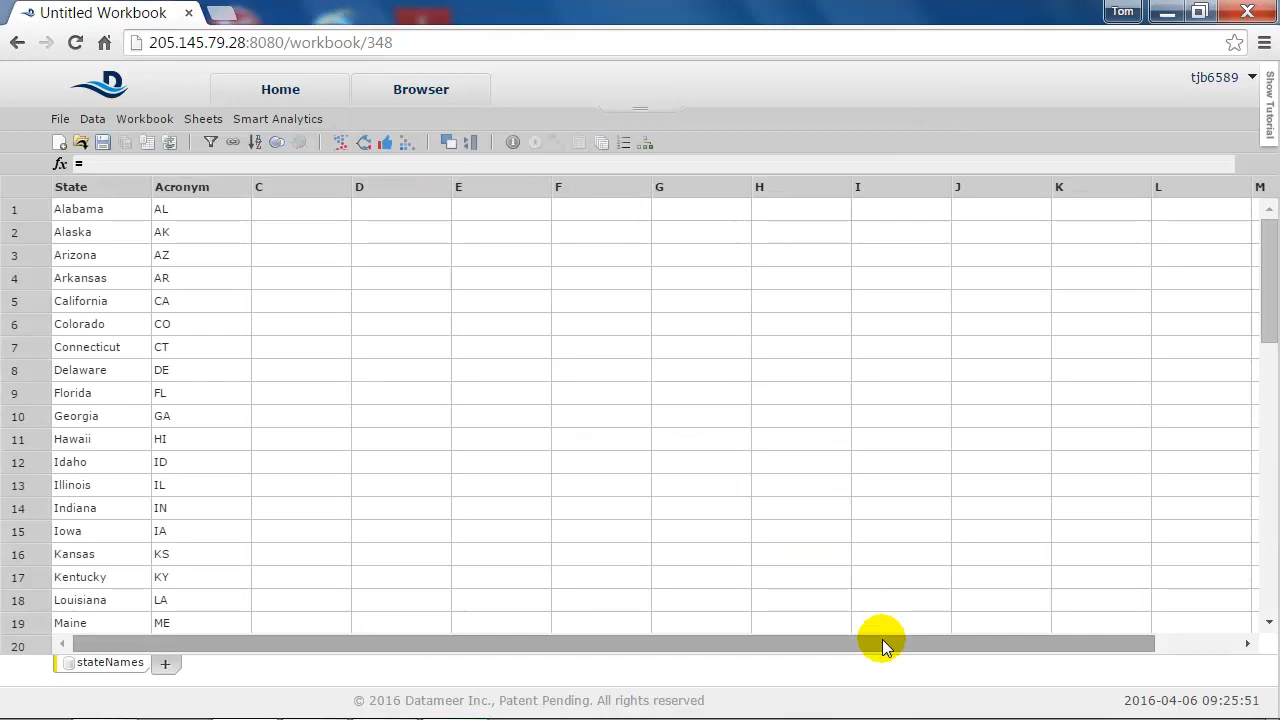 Untitled Workbook ×
Tom
205.145.79.28:8080/workbook/348
D
Home
Browser
tjb6589
Show Tutorial
File Data Workbook Sheets Smart Analytics
fx =
State Acronym C D E F G H I J K L M
1 Alabama AL
2 Alaska AK
3 Arizona AZ
4 Arkansas AR
5 California CA
6 Colorado CO
7 Connecticut CT
8 Delaware DE
9 Florida FL
10 Georgia GA
11 Hawaii HI
12 Idaho ID
13 Illinois IL
14 Indiana IN
15 Iowa IA
16 Kansas KS
17 Kentucky KY
18 Louisiana LA
19 Maine ME
20
stateNames +
© 2016 Datameer Inc., Patent Pending. All rights reserved
2016-04-06 09:25:51